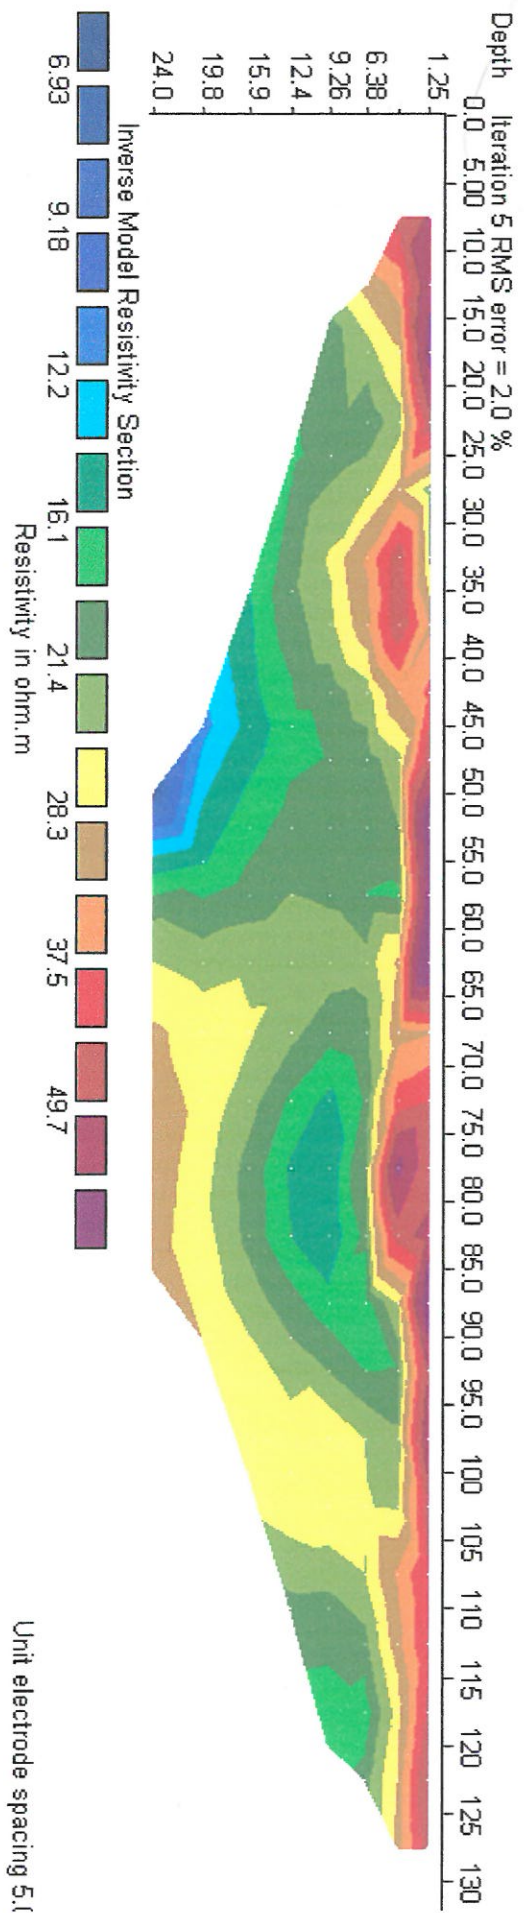 Depth Iteration 5 RMS error = 2.0 %
0.0 5.00 10.0 15.0 20.0 25.0 30.0 35.0 40.0 45.0 50.0 55.0 60.0 65.0 70.0 75.0 80.0 85.0 90.0 95.0 100 105 110 115 120 125 130
1.25
6.38
9.26
12.4
15.9
19.8
24.0
Inverse Model Resistivity Section
6.93 9.18 12.2 16.1 21.4 28.3 37.5 49.7
Resistivity in ohm.m
Unit electrode spacing 5.(